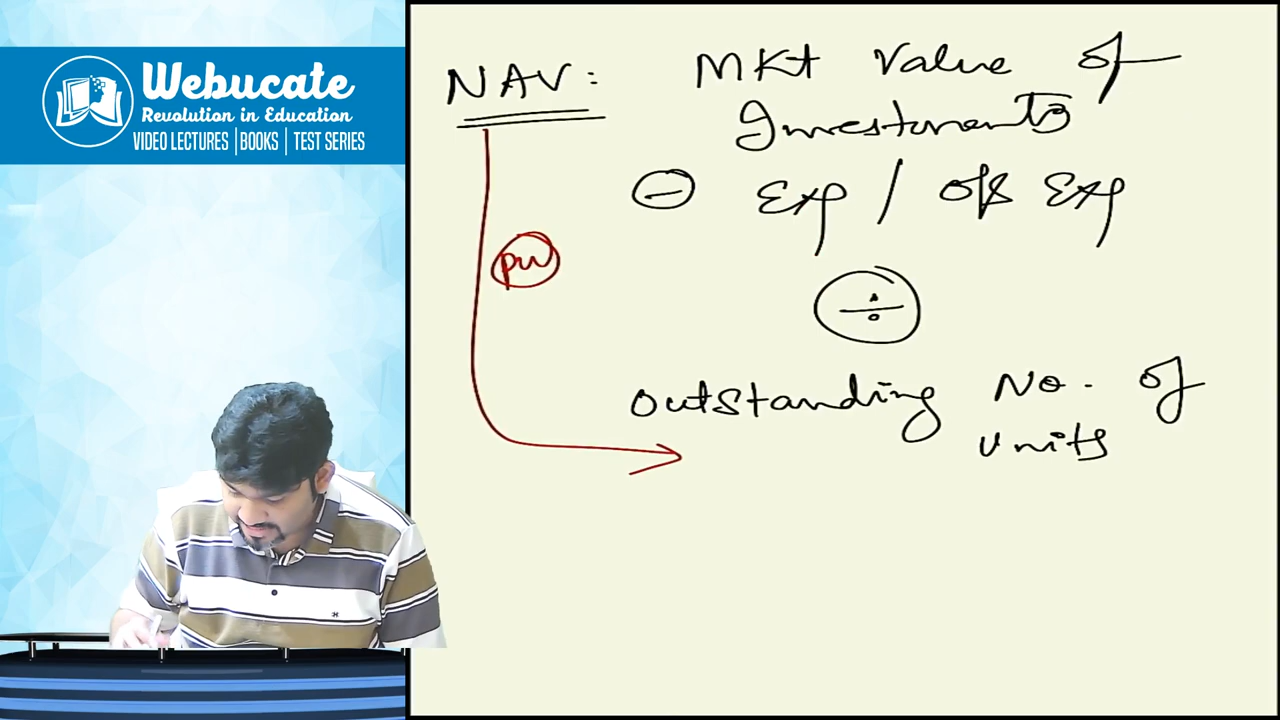 Webucate
Revolution in Education
VIDEO LECTURES | BOOKS | TEST SERIES
NAV: MKt Value of
Investments
- Exp / o/s Exp
pu
÷
Outstanding No. of
units